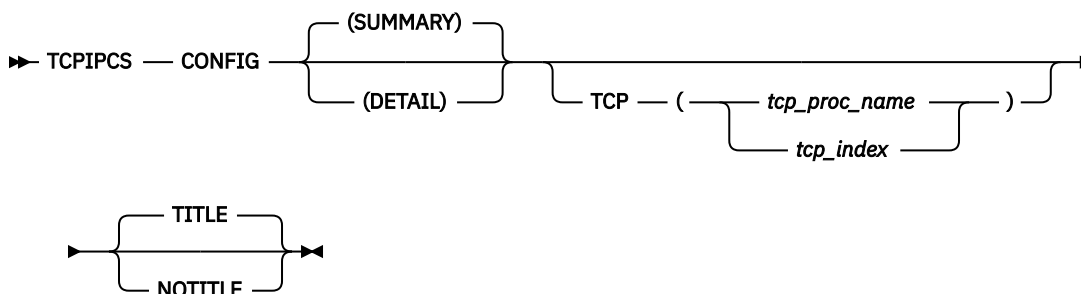 (SUMMARY)
TCPIPCS CONFIG
(DETAIL) TCP ( tcp_proc_name )
tcp_index
TITLE
NOTITLE